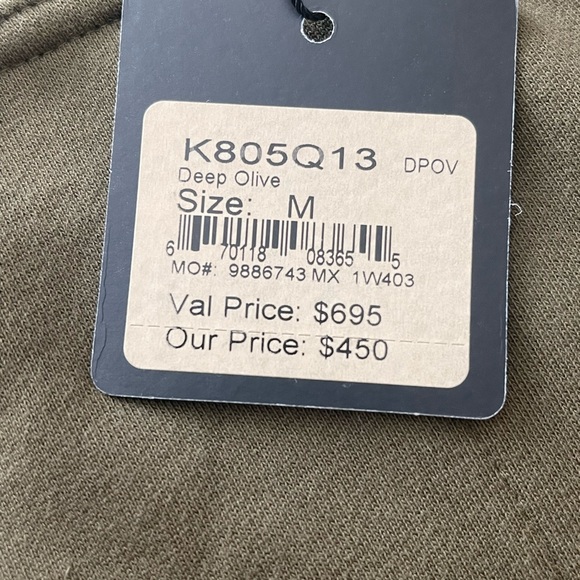 K805Q13 DPOV
Deep Olive
Size: M
6 70118 08365 5
MO#: 9886743 MX 1W403
Val Price: $695
Our Price: $450